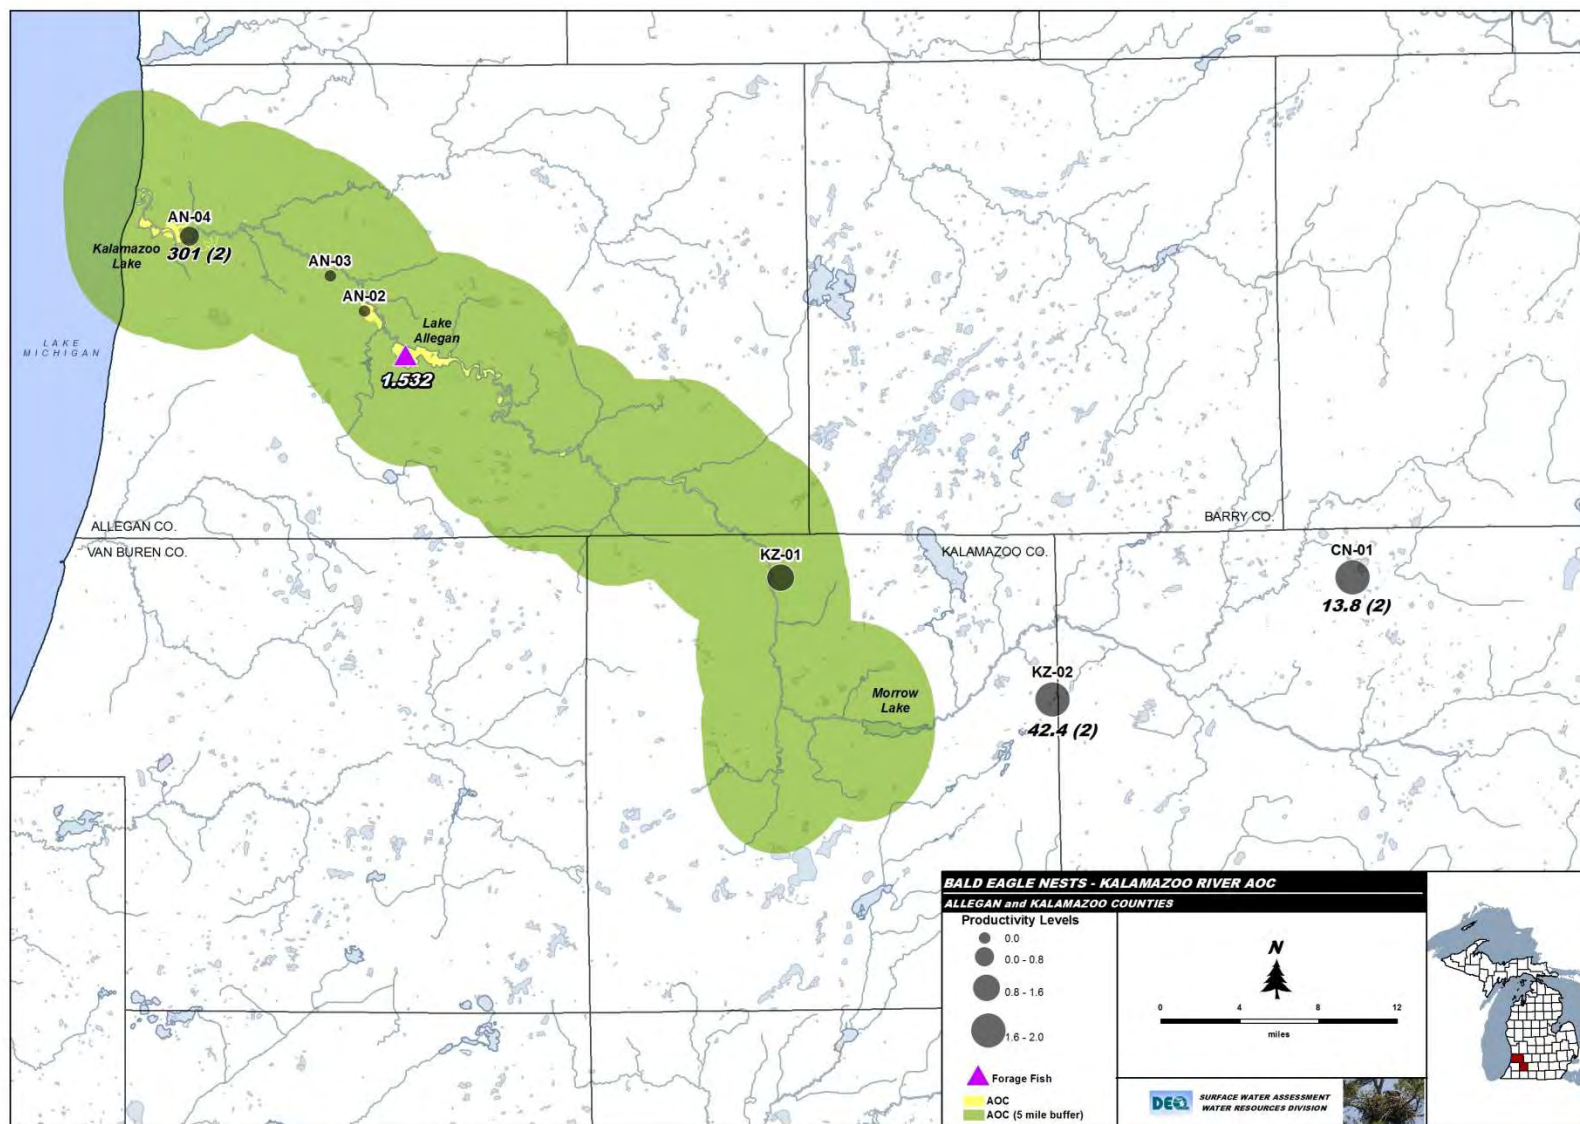 AN-04
301 (2)
Kalamazoo
Lake
AN-03
AN-02
Lake
Allegan
1.532
LAKE
MICHIGAN
ALLEGAN CO.
VAN BUREN CO.
BARRY CO.
KALAMAZOO CO.
KZ-01
CN-01
13.8 (2)
KZ-02
42.4 (2)
Morrow
Lake
BALD EAGLE NESTS - KALAMAZOO RIVER AOC
ALLEGAN and KALAMAZOO COUNTIES
Productivity Levels
0.0
0.0 - 0.8
0.8 - 1.6
1.6 - 2.0
Forage Fish
AOC
AOC (5 mile buffer)
N
0 4 8 12
miles
DEQ
SURFACE WATER ASSESSMENT
WATER RESOURCES DIVISION